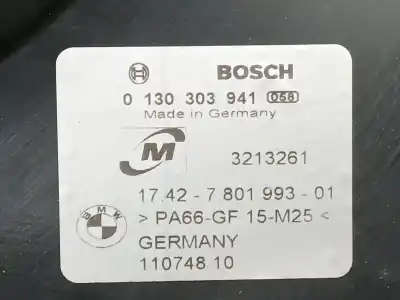 BOSCH
0 130 303 941 058
Made in Germany
M
3213261
17.42 - 7 801 993 - 01
BMW
> PA66-GF 15-M25 <
GERMANY
110748 10